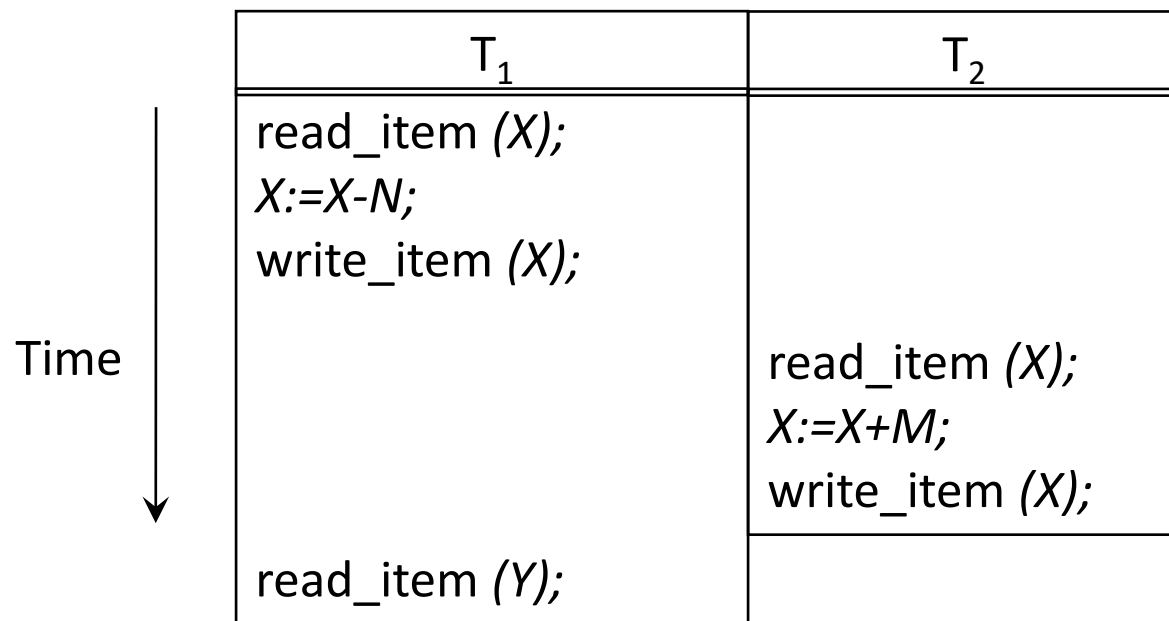 T₁ T₂
read_item (X);
X:=X-N;
write_item (X);
Time
read_item (X);
X:=X+M;
write_item (X);
read_item (Y);